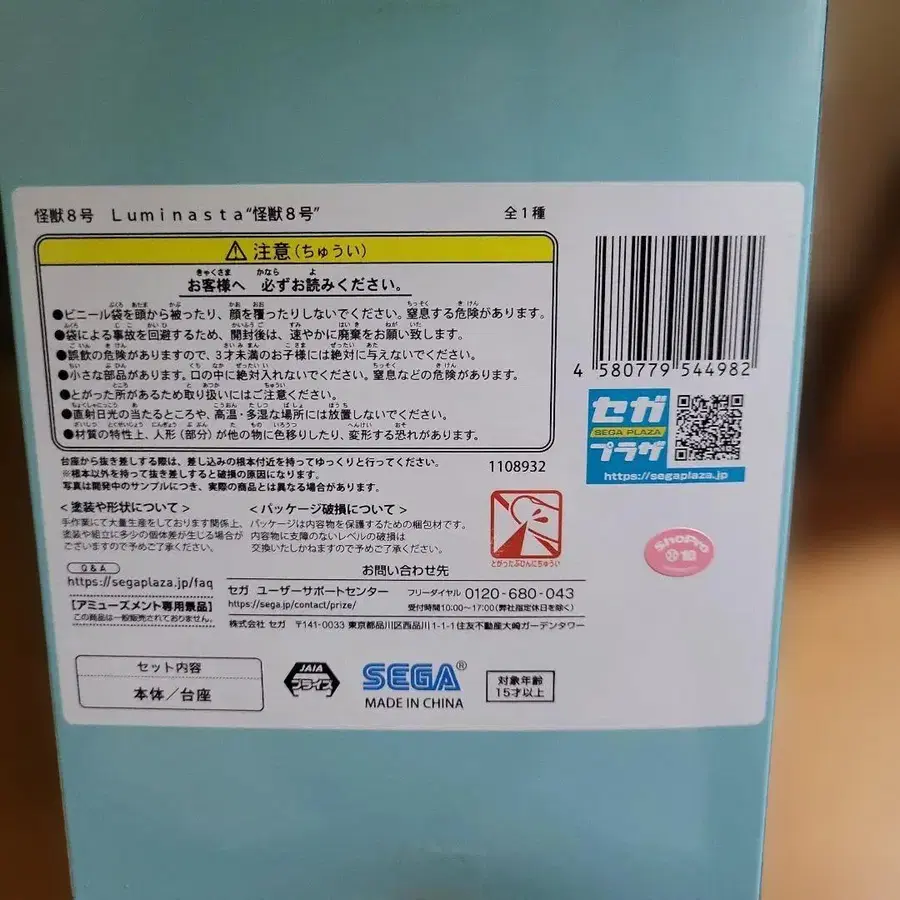 怪獣8号 Luminasta“怪獣8号” 全1種
注意(ちゅうい)
お客様へ 必ずお読みください。
●ビニール袋を頭から被ったり、顔を覆ったりしないでください。窒息する危険があります。
●袋による事故を回避するため、開封後は、速やかに廃棄をお願い致します。
●誤飲の危険がありますので、3才未満のお子様には絶対に与えないでください。
●小さな部品があります。口の中に絶対入れないでください。窒息などの危険があります。
●とがった所があるため取り扱いにはご注意ください。
●直射日光の当たるところや、高温・多湿な場所には放置しないでください。
●材質の特性上、人形(部分)が他の物に色移りしたり、変形する恐れがあります。
4 580779 544982
セガ
SEGA PLAZA
プラザ
https://segaplaza.jp
台座から抜き差しする際は、差し込みの根本付近を持ってゆっくりと行ってください。
※根本以外を持って抜き差しすると破損の原因になります。
写真は開発中のサンプルにつき、実際の商品とは異なる場合があります。
1108932
<塗装や形状について>
手作業にて大量生産をしております関係上、
塗装や組立に多少の個体差が生じる場合が
ございますので予めご了承ください。
<パッケージ破損について>
パッケージは内容物を保護するための梱包材です。
内容物に支障のないレベルの破損は
交換いたしかねますので予めご了承ください。
とがったぶひんにちゅうい
ShoPro
Q&A
https://segaplaza.jp/faq
【アミューズメント専用景品】
この商品は一般販売されておりません。
お問い合わせ先
セガ ユーザーサポートセンター フリーダイヤル 0120-680-043
https://sega.jp/contact/prize/ 受付時間10:00~17:00(弊社指定休日を除く)
株式会社 セガ 〒141-0033 東京都品川区西品川1-1-1住友不動産大崎ガーデンタワー
セット内容
本体/台座
JAIA
プライズ
SEGA®
MADE IN CHINA
対象年齢
15才以上